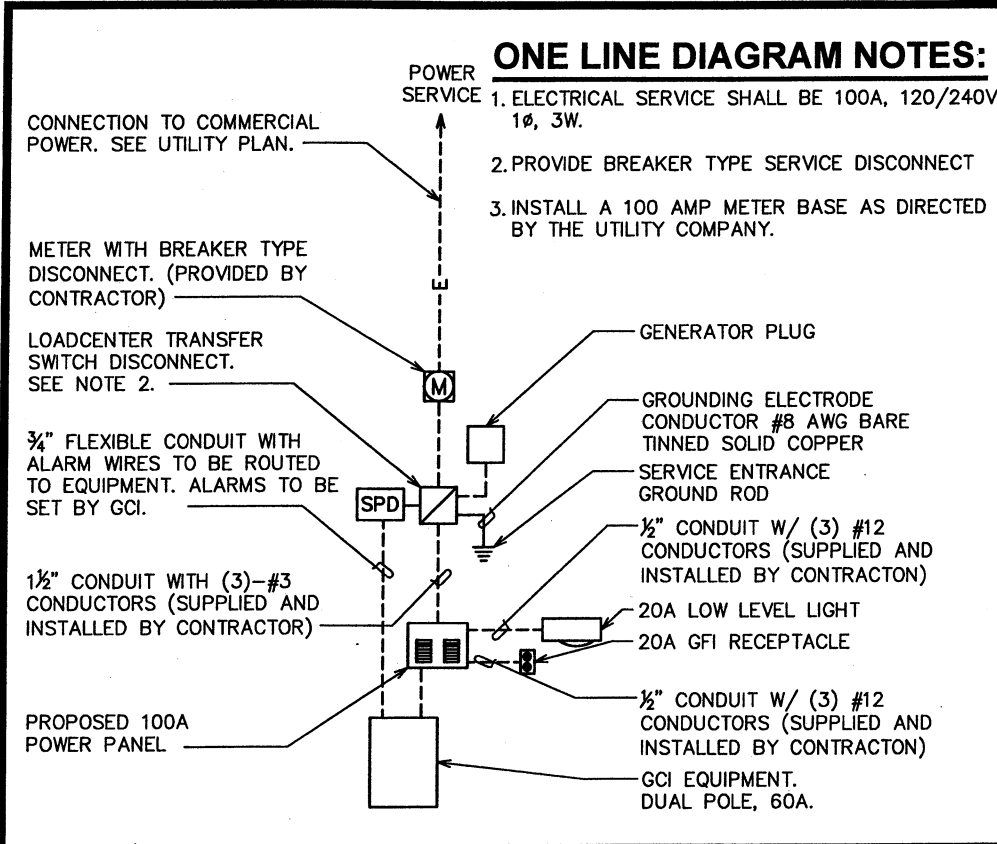 ONE LINE DIAGRAM NOTES:
1. ELECTRICAL SERVICE SHALL BE 100A, 120/240V
1ø, 3W.
2. PROVIDE BREAKER TYPE SERVICE DISCONNECT
3. INSTALL A 100 AMP METER BASE AS DIRECTED
BY THE UTILITY COMPANY.
POWER
SERVICE
CONNECTION TO COMMERCIAL
POWER. SEE UTILITY PLAN.
METER WITH BREAKER TYPE
DISCONNECT. (PROVIDED BY
CONTRACTOR)
LOADCENTER TRANSFER
SWITCH DISCONNECT.
SEE NOTE 2.
¾" FLEXIBLE CONDUIT WITH
ALARM WIRES TO BE ROUTED
TO EQUIPMENT. ALARMS TO BE
SET BY GCI.
1½" CONDUIT WITH (3)-#3
CONDUCTORS (SUPPLIED AND
INSTALLED BY CONTRACTOR)
PROPOSED 100A
POWER PANEL
M
SPD
GENERATOR PLUG
GROUNDING ELECTRODE
CONDUCTOR #8 AWG BARE
TINNED SOLID COPPER
SERVICE ENTRANCE
GROUND ROD
½" CONDUIT W/ (3) #12
CONDUCTORS (SUPPLIED AND
INSTALLED BY CONTRACTON)
20A LOW LEVEL LIGHT
20A GFI RECEPTACLE
½" CONDUIT W/ (3) #12
CONDUCTORS (SUPPLIED AND
INSTALLED BY CONTRACTON)
GCI EQUIPMENT.
DUAL POLE, 60A.